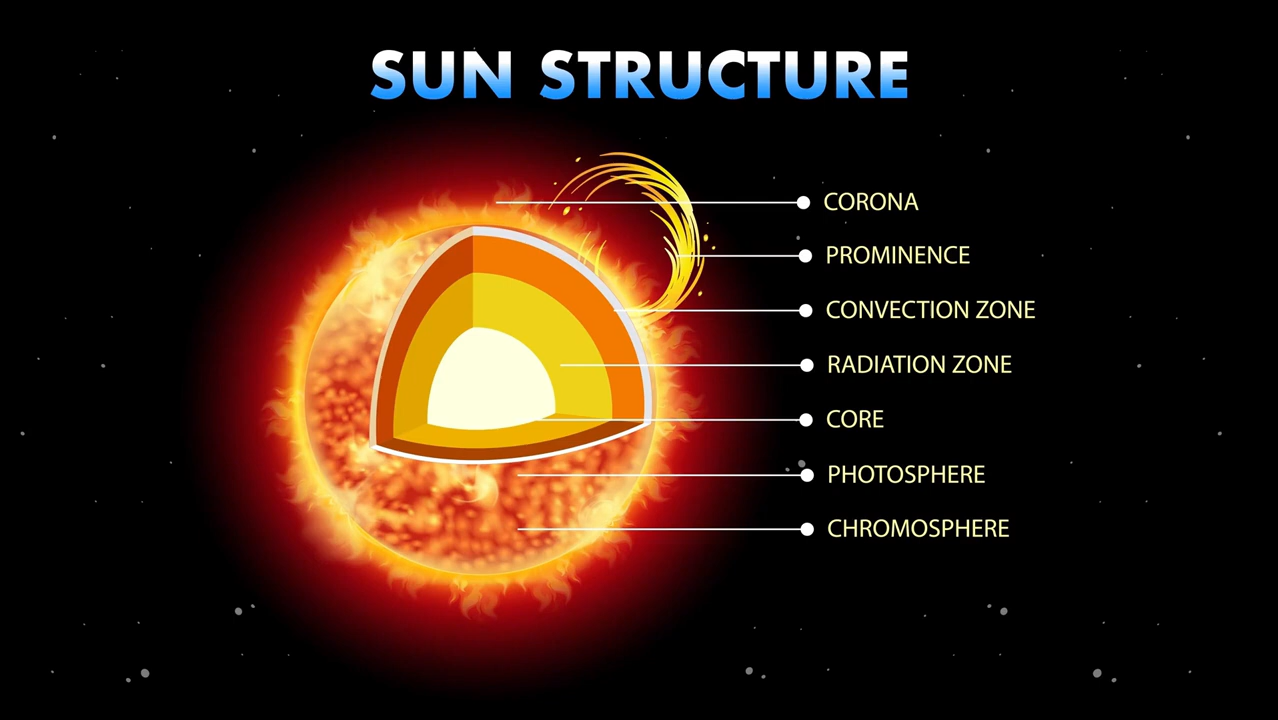 SUN STRUCTURE
CORONA
PROMINENCE
CONVECTION ZONE
RADIATION ZONE
CORE
PHOTOSPHERE
CHROMOSPHERE